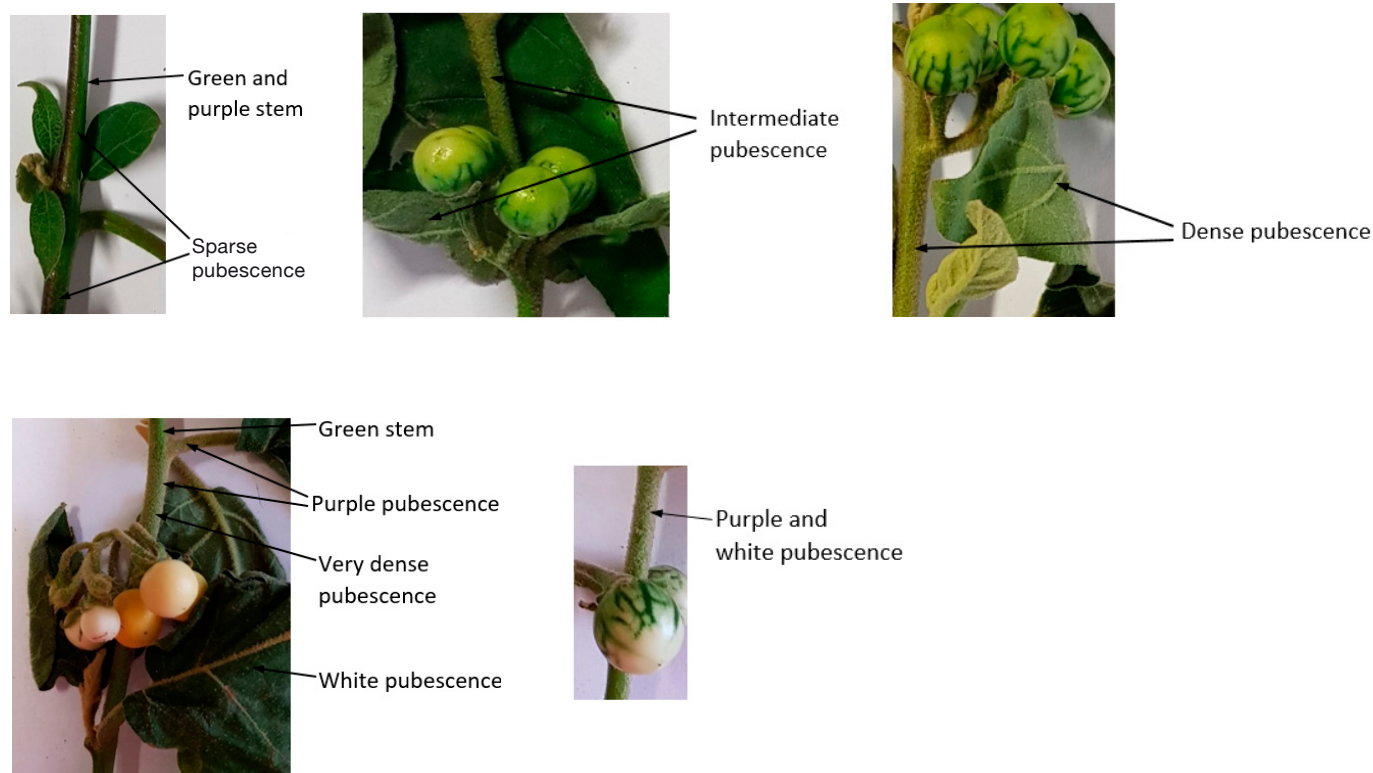 Green and
purple stem
Sparse
pubescence
Intermediate
pubescence
Dense pubescence
Green stem
Purple pubescence
Very dense
pubescence
White pubescence
Purple and
white pubescence